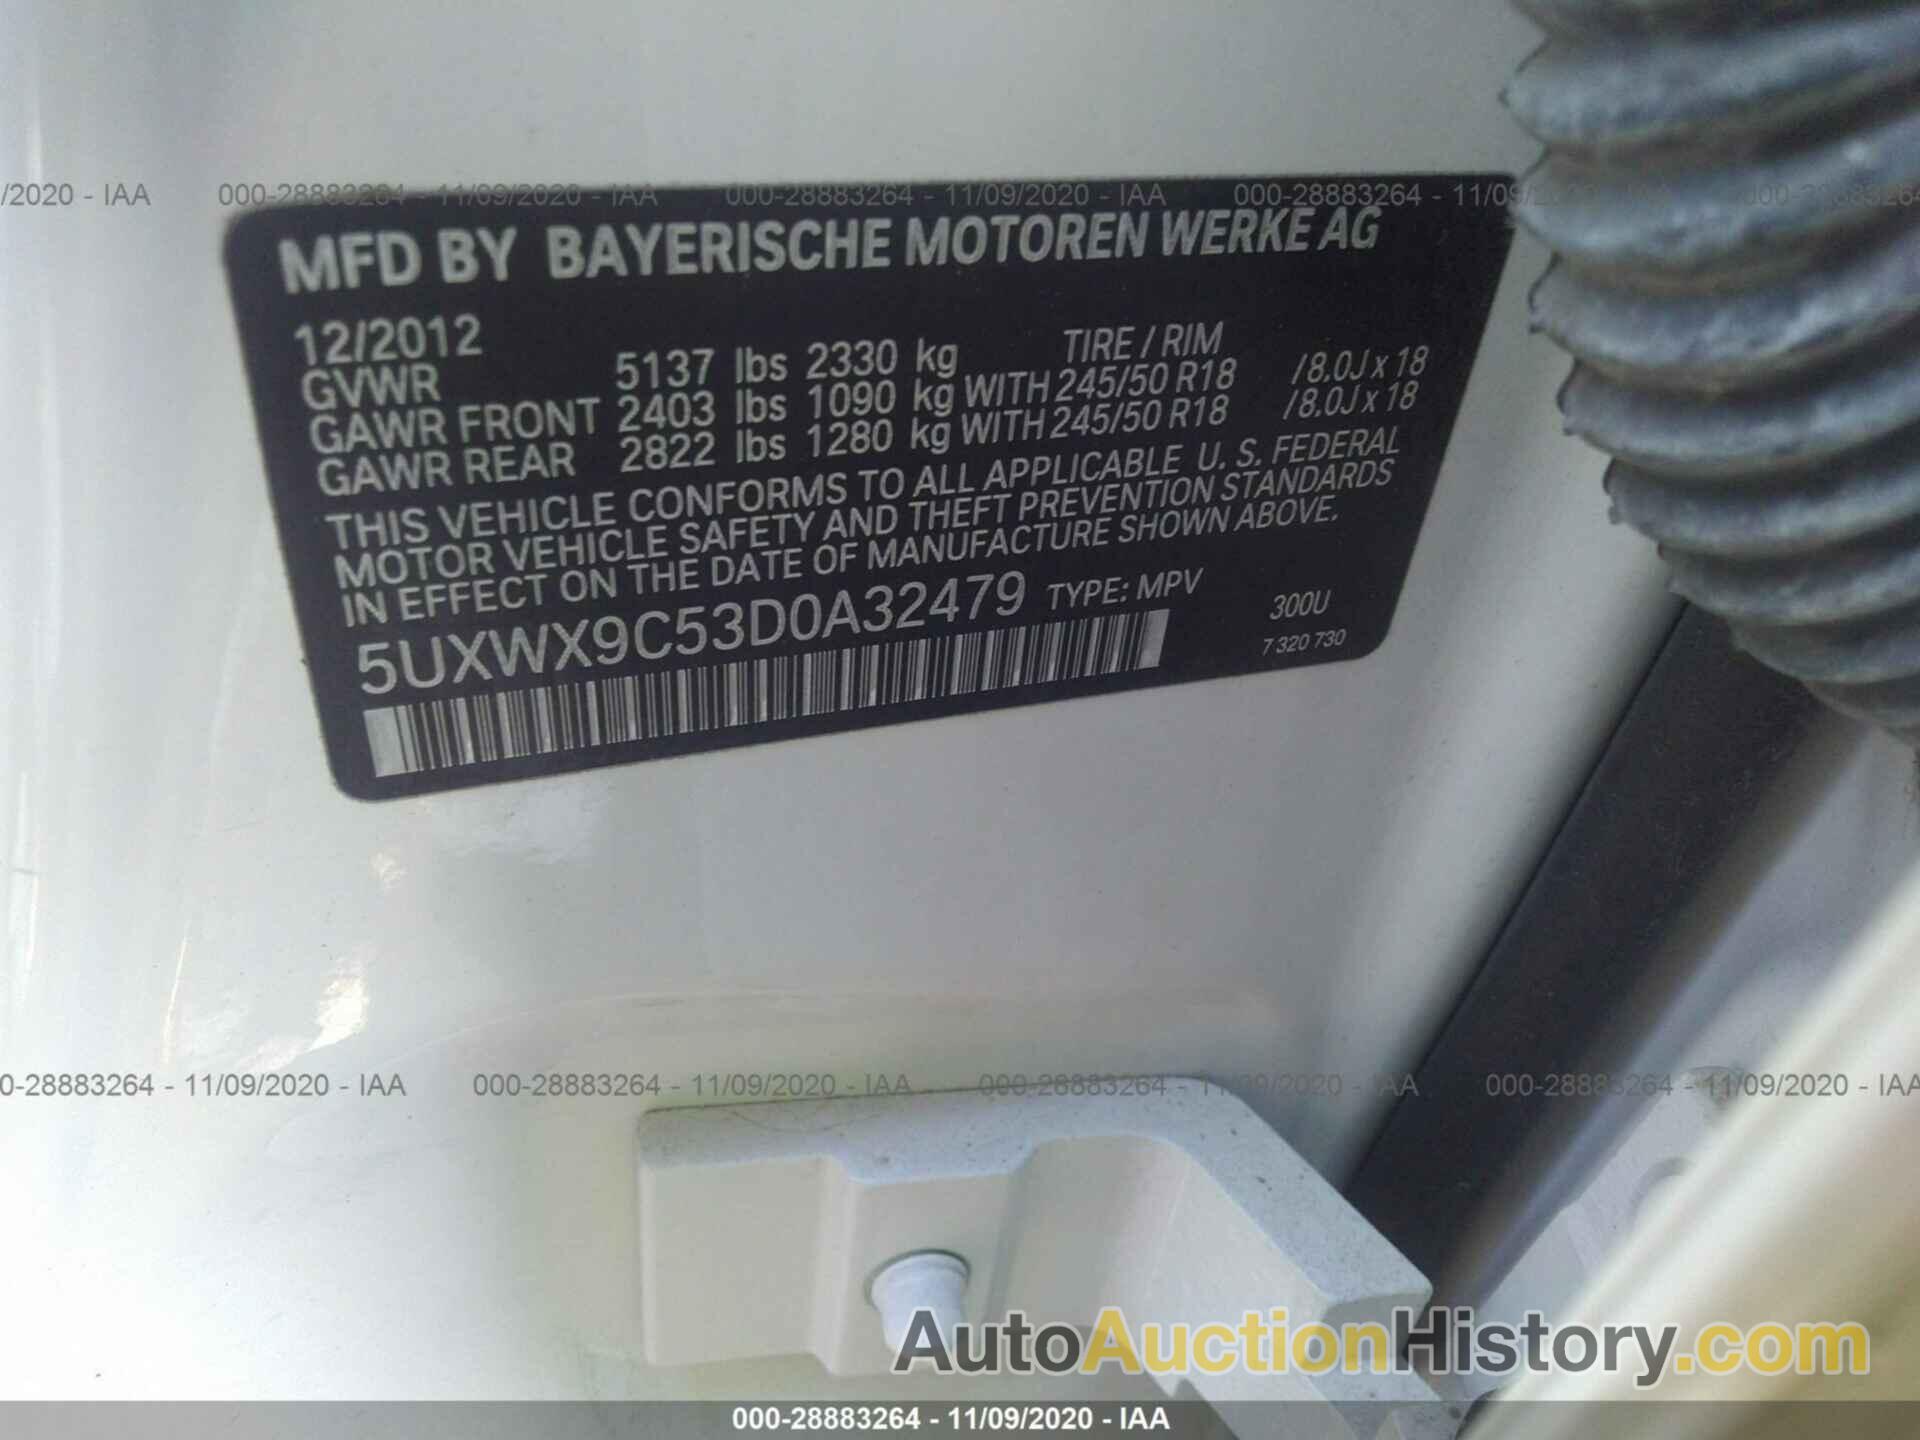 /2020 - IAA 000-28883264 - 11/09/2020 - IAA 000-28883264 - 11/09/2020 - IAA 000-28883264 - 11/09/2020 - IAA
MFD BY BAYERISCHE MOTOREN WERKE AG
12/2012 TIRE / RIM
GVWR 5137 lbs 2330 kg
GAWR FRONT 2403 lbs 1090 kg WITH 245/50 R18 /8.0J x 18
GAWR REAR 2822 lbs 1280 kg WITH 245/50 R18 /8.0J x 18
THIS VEHICLE CONFORMS TO ALL APPLICABLE U. S. FEDERAL
MOTOR VEHICLE SAFETY AND THEFT PREVENTION STANDARDS
IN EFFECT ON THE DATE OF MANUFACTURE SHOWN ABOVE.
5UXWX9C53D0A32479 TYPE: MPV 300U
7 320 730
0-28883264 - 11/09/2020 - IAA 000-28883264 - 11/09/2020 - IAA 000-28883264 - 11/09/2020 - IAA 000-28883264 - 11/09/2020 - IAA
AutoAuctionHistory.com
000-28883264 - 11/09/2020 - IAA